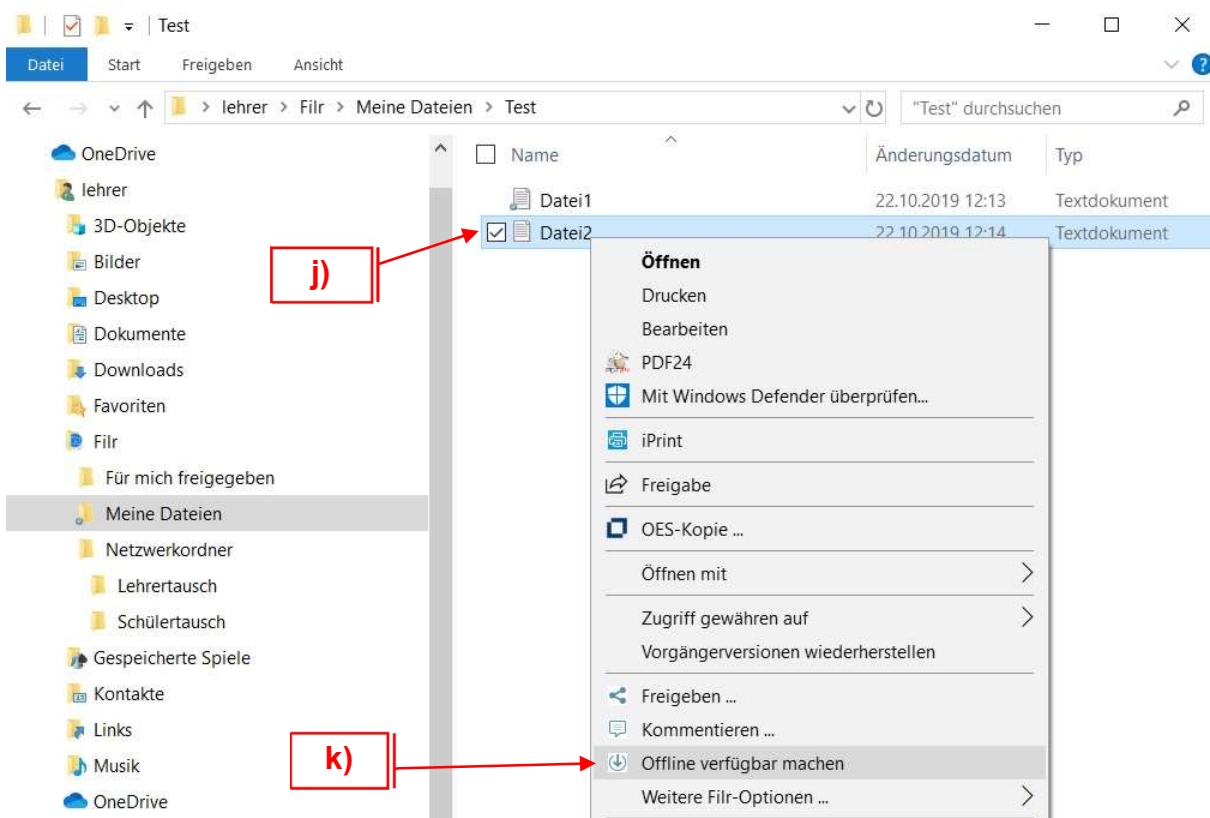 Test
Datei Start Freigeben Ansicht
> lehrer > Filr > Meine Dateien > Test "Test" durchsuchen
OneDrive
lehrer
3D-Objekte
Bilder
Desktop
Dokumente
Downloads
Favoriten
Filr
Für mich freigegeben
Meine Dateien
Netzwerkordner
Lehrertausch
Schülertausch
Gespeicherte Spiele
Kontakte
Links
Musik
OneDrive
j)
k)
Name Änderungsdatum Typ
Datei1 22.10.2019 12:13 Textdokument
Datei2 22.10.2019 12:14 Textdokument
Öffnen
Drucken
Bearbeiten
PDF24
Mit Windows Defender überprüfen...
iPrint
Freigabe
OES-Kopie ...
Öffnen mit
Zugriff gewähren auf
Vorgängerversionen wiederherstellen
Freigeben ...
Kommentieren ...
Offline verfügbar machen
Weitere Filr-Optionen ...